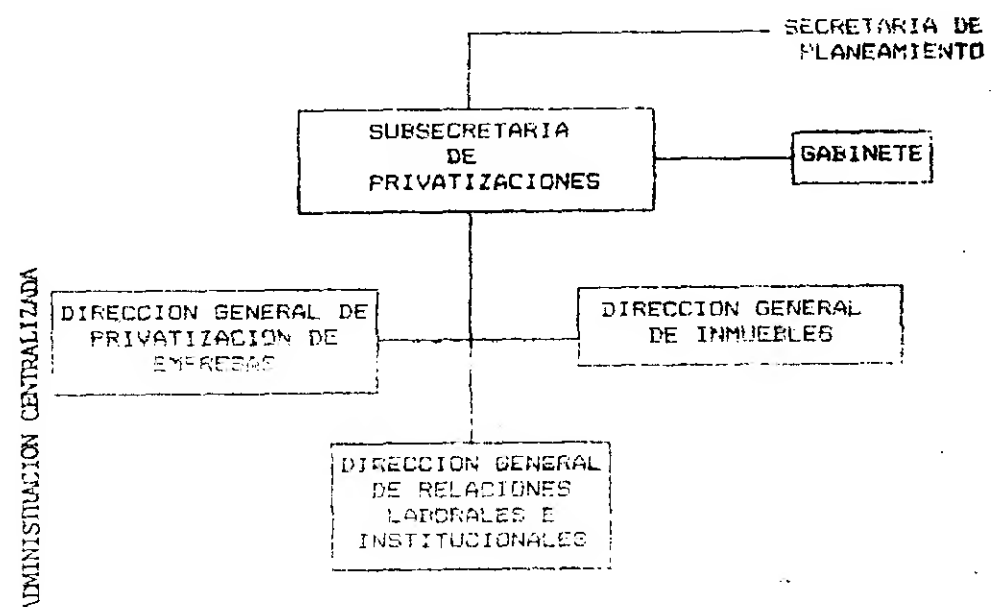 SECRETARIA DE
PLANEAMIENTO
SUBSECRETARIA
DE
PRIVATIZACIONES
GABINETE
DIRECCION GENERAL DE
PRIVATIZACION DE
EMPRESAS
DIRECCION GENERAL
DE INMUEBLES
DIRECCION GENERAL
DE RELACIONES
LABORALES E
INSTITUCIONALES
ADMINISTRACION CENTRALIZADA